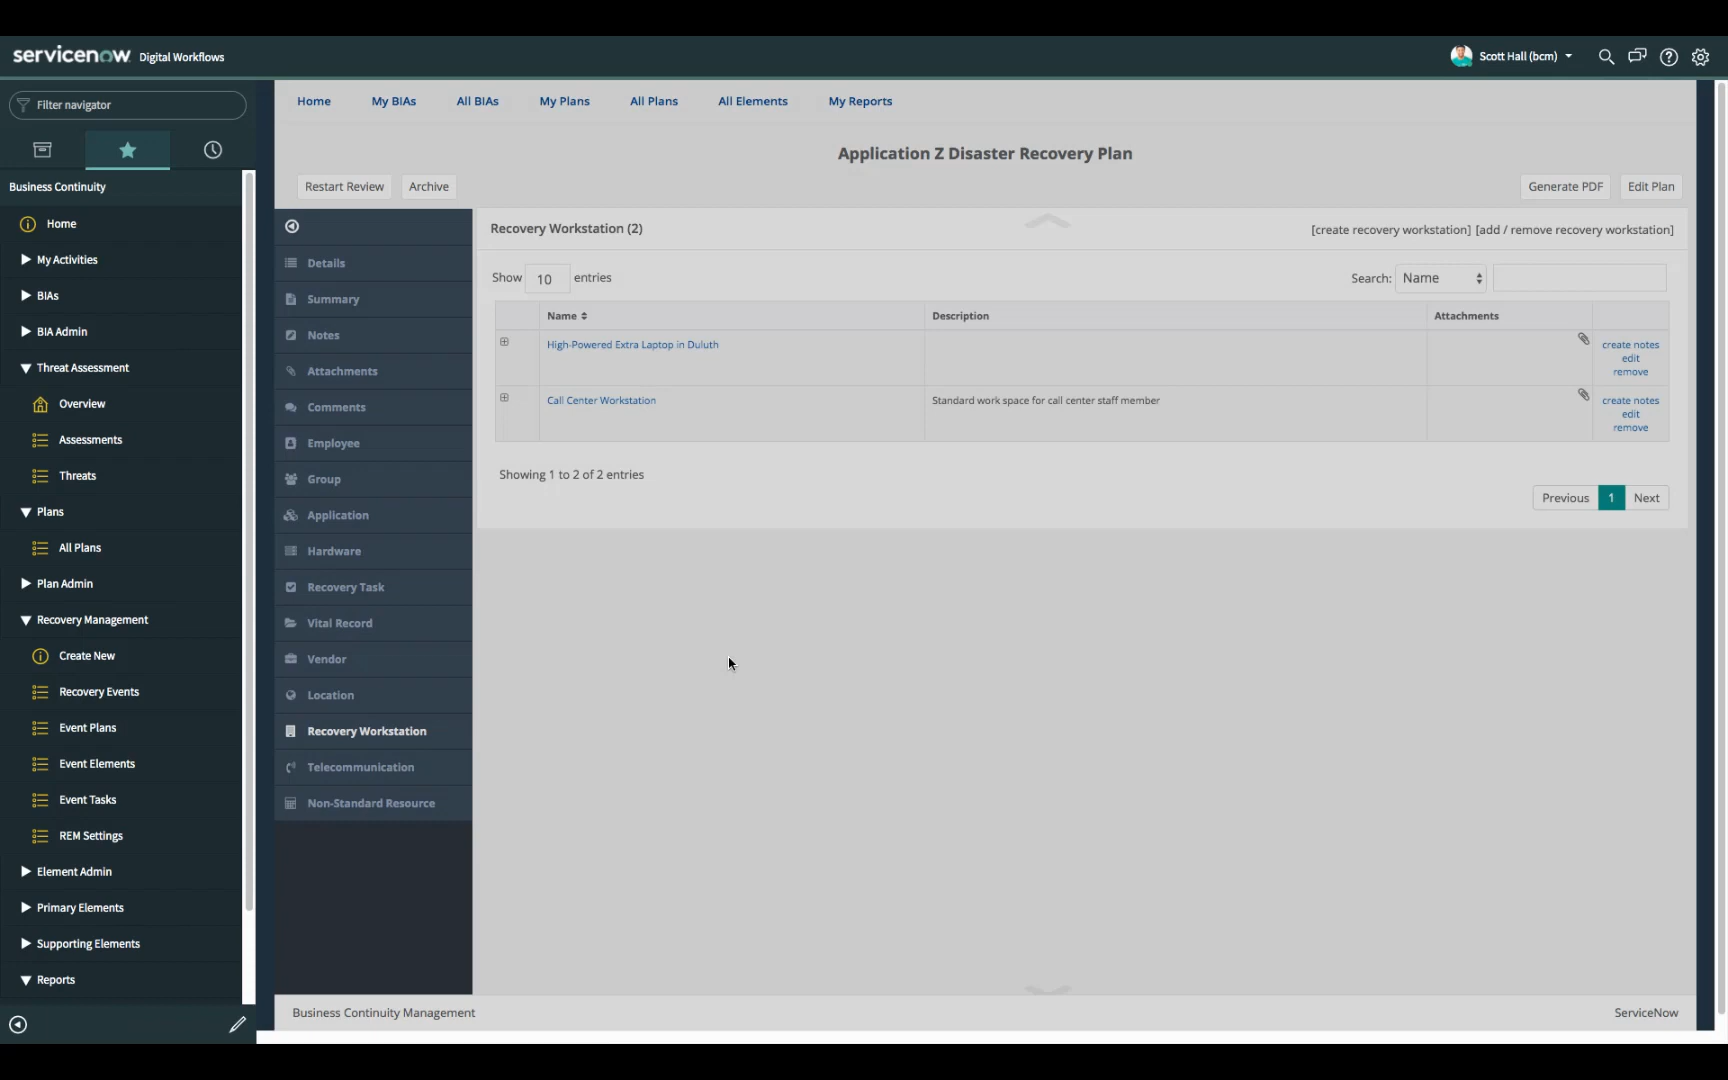 servicenow Digital Workflows
Scott Hall (bcm)
Filter navigator
Business Continuity
Home
My Activities
BIAs
BIA Admin
Threat Assessment
Overview
Assessments
Threats
Plans
All Plans
Plan Admin
Recovery Management
Create New
Recovery Events
Event Plans
Event Elements
Event Tasks
REM Settings
Element Admin
Primary Elements
Supporting Elements
Reports
Home My BIAs All BIAs My Plans All Plans All Elements My Reports
Application Z Disaster Recovery Plan
Restart Review Archive Generate PDF Edit Plan
Details
Summary
Notes
Attachments
Comments
Employee
Group
Application
Hardware
Recovery Task
Vital Record
Vendor
Location
Recovery Workstation
Telecommunication
Non-Standard Resource
Recovery Workstation (2) [create recovery workstation] [add / remove recovery workstation]
Show 10 entries Search: Name
Name Description Attachments
High-Powered Extra Laptop in Duluth create notes
edit
remove
Call Center Workstation Standard work space for call center staff member create notes
edit
remove
Showing 1 to 2 of 2 entries
Previous 1 Next
Business Continuity Management ServiceNow